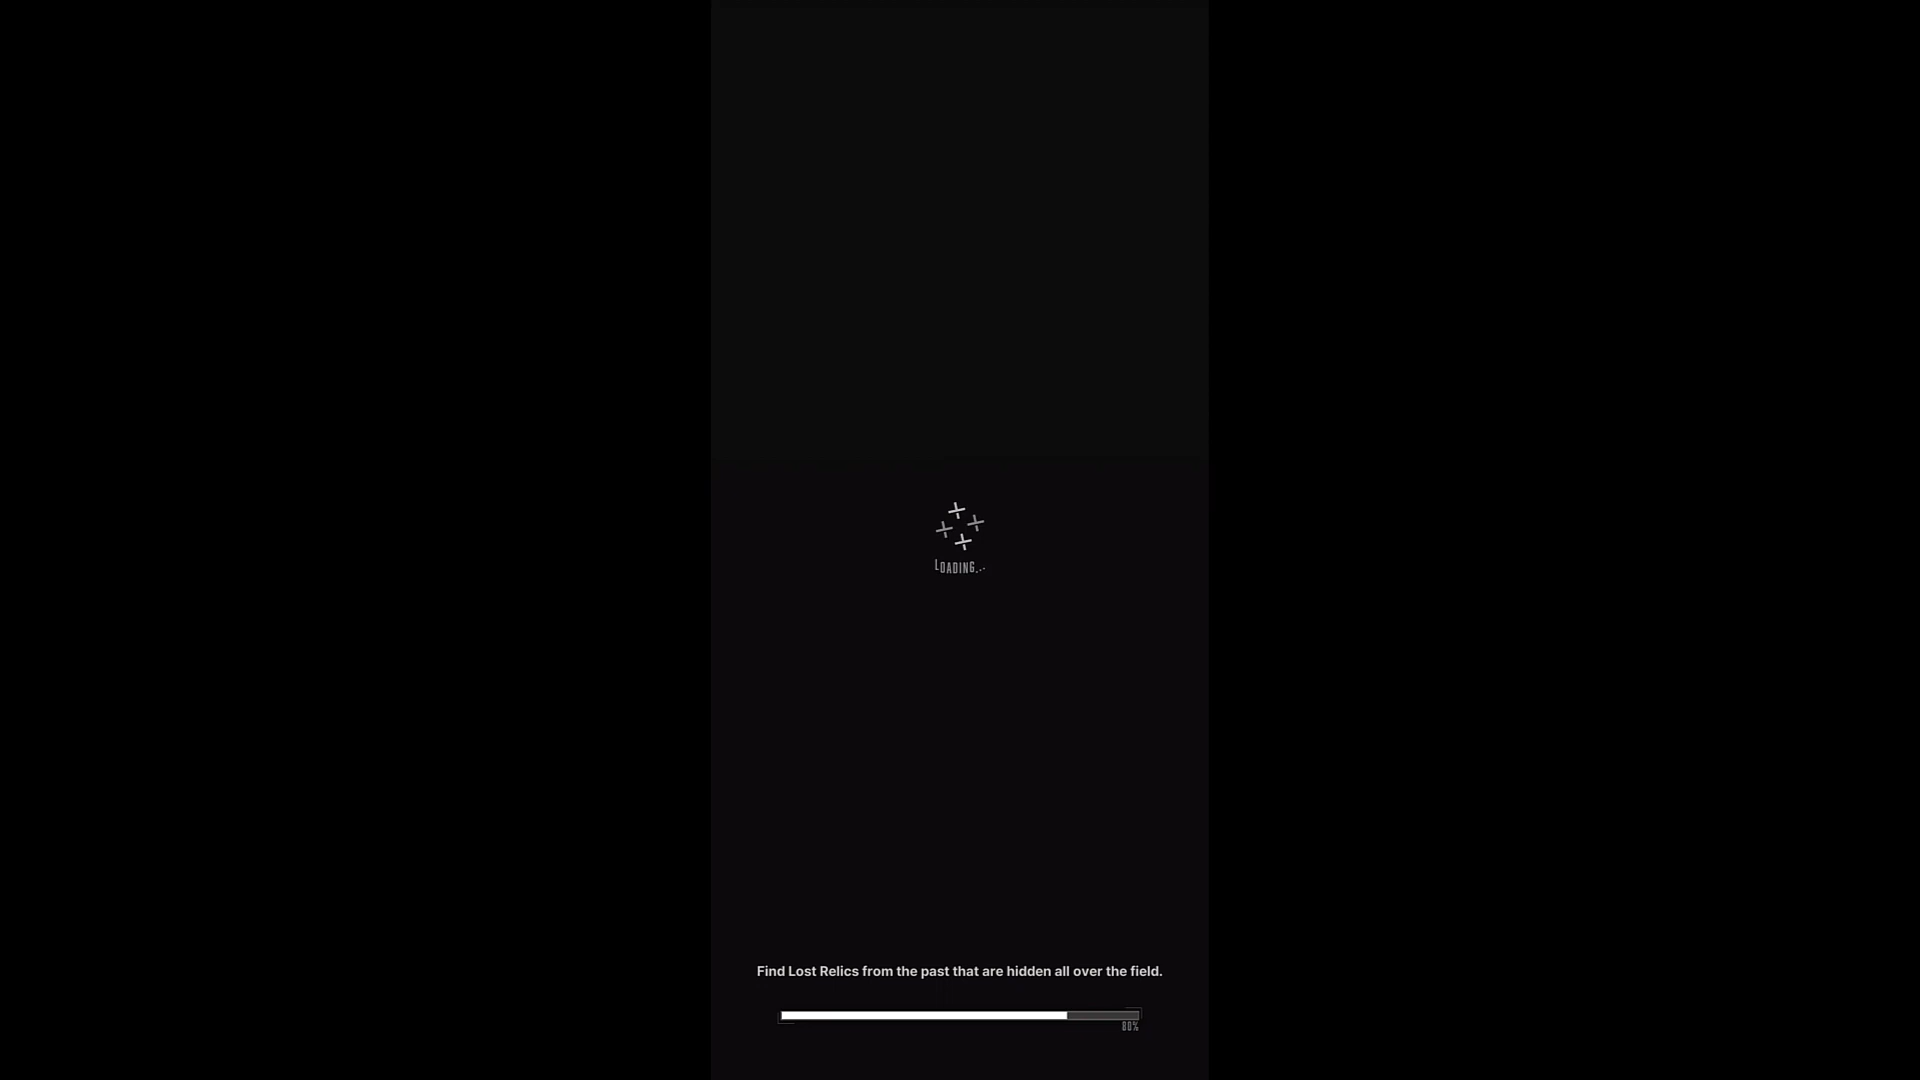 LOADING...
Find Lost Relics from the past that are hidden all over the field.
80%